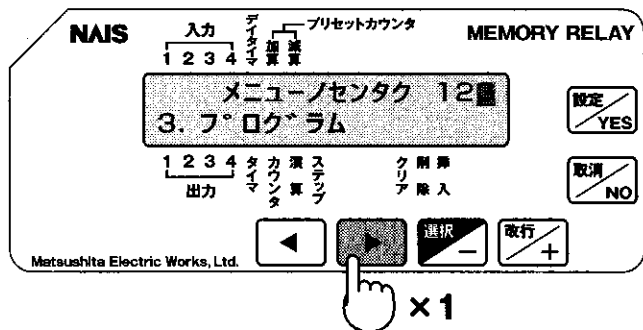 NAIS
入力
1 2 3 4
デイタイマ
加算
減算
プリセットカウンタ
MEMORY RELAY
メニューノセンタク 12
3. プログラム
設定/YES
1 2 3 4
出力
タイマ
カウンタ
演算
ステップ
クリア
削除
挿入
取消/NO
◀
▶
選択/−
改行/+
Matsushita Electric Works, Ltd.
×1